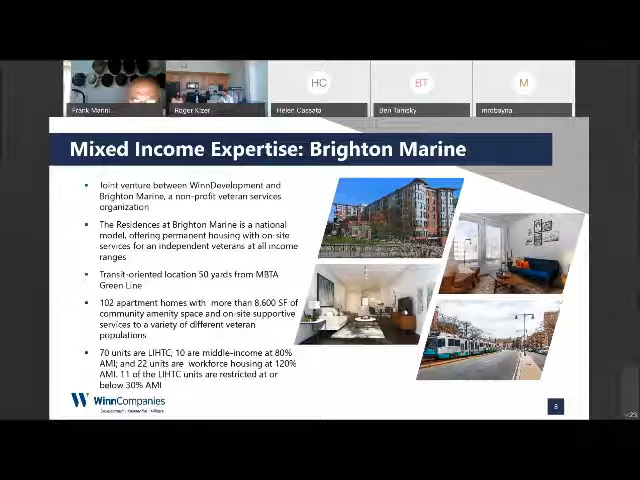 HC
BT
M
Frank Marini
Roger Kizer
Helen Cassata
Ben Tamsky
mrobayna
Mixed Income Expertise: Brighton Marine
▪ Joint venture between WinnDevelopment and
Brighton Marine, a non-profit veteran services
organization
▪ The Residences at Brighton Marine is a national
model, offering permanent housing with on-site
services for an independent veterans at all income
ranges
▪ Transit-oriented location 50 yards from MBTA
Green Line
▪ 102 apartment homes with more than 8,600 SF of
community amenity space and on-site supportive
services to a variety of different veteran
populations
▪ 70 units are LIHTC; 10 are middle-income at 80%
AMI; and 22 units are workforce housing at 120%
AMI. 11 of the LIHTC units are restricted at or
below 30% AMI
W WinnCompanies
Development | Residential | Military
8